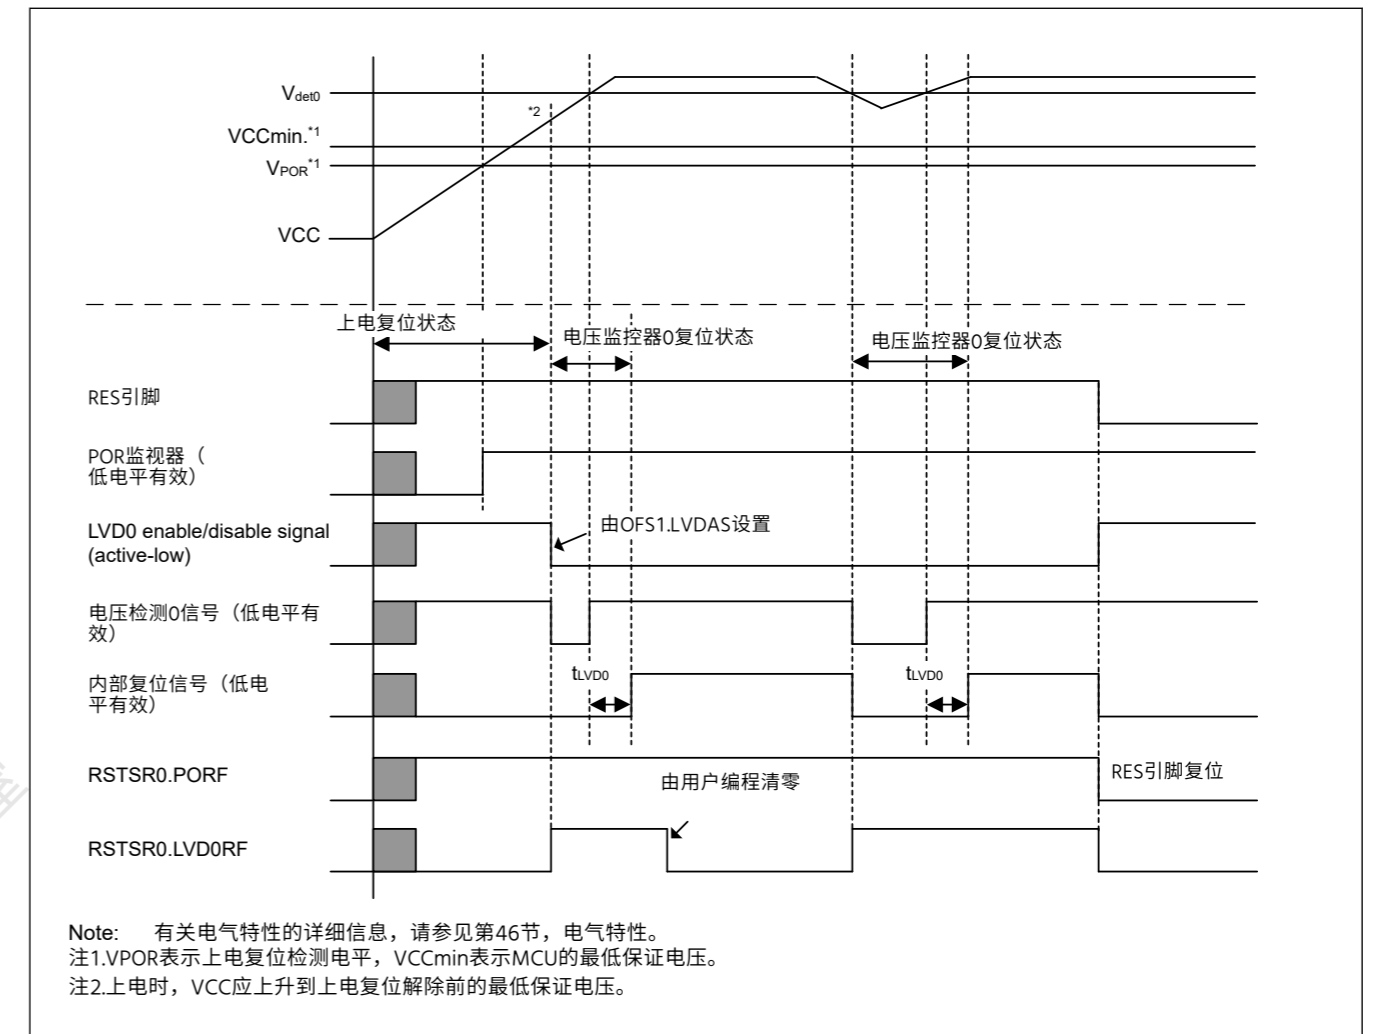 Vdet0
*2
VCCmin.*1
VPOR*1
VCC
上电复位状态
电压监控器0复位状态
电压监控器0复位状态
RES引脚
POR监视器（
低电平有效）
LVD0 enable/disable signal
(active-low)
由OFS1.LVDAS设置
电压检测0信号（低电平有
效）
内部复位信号（低电
平有效）
tLVD0
tLVD0
RSTSR0.PORF
由用户编程清零
RES引脚复位
RSTSR0.LVD0RF
Note: 有关电气特性的详细信息，请参见第46节，电气特性。
注1.VPOR表示上电复位检测电平，VCCmin表示MCU的最低保证电压。
注2.上电时，VCC应上升到上电复位解除前的最低保证电压。